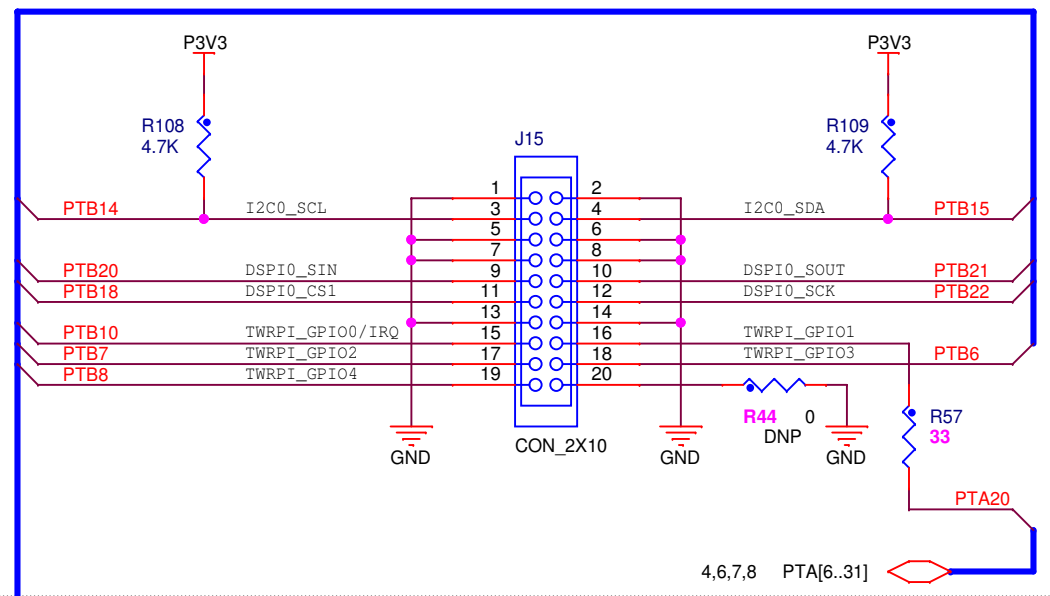 P3V3 P3V3
R108 R109
4.7K 4.7K
J15
1 2
PTB14 I2C0_SCL 3 4 I2C0_SDA PTB15
5 6
7 8
PTB20 DSPI0_SIN 9 10 DSPI0_SOUT PTB21
PTB18 DSPI0_CS1 11 12 DSPI0_SCK PTB22
13 14
PTB10 TWRPI_GPIO0/IRQ 15 16 TWRPI_GPIO1
PTB7 TWRPI_GPIO2 17 18 TWRPI_GPIO3 PTB6
PTB8 TWRPI_GPIO4 19 20
R44 0 R57
DNP 33
CON_2X10
GND GND GND
PTA20
4,6,7,8 PTA[6..31]